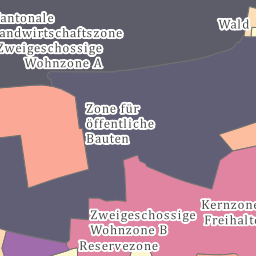 antonale
andwirtschaftszone
Zweigeschossige
Wohnzone A
Wald
Zone für
öffentliche
Bauten
Kernzone
Freihalte
Zweigeschossige
Wohnzone B
Reservezone